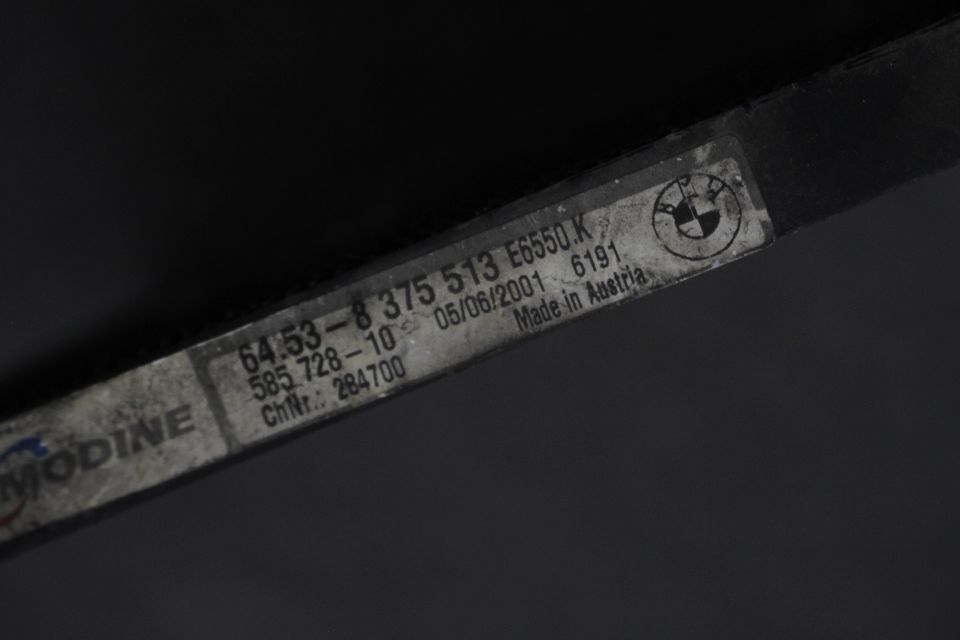 64.53-8 375 513 E6550.K
585 728-10 05/06/2001 6191
ChNr.: 284700 Made in Austria
MODINE
BMW